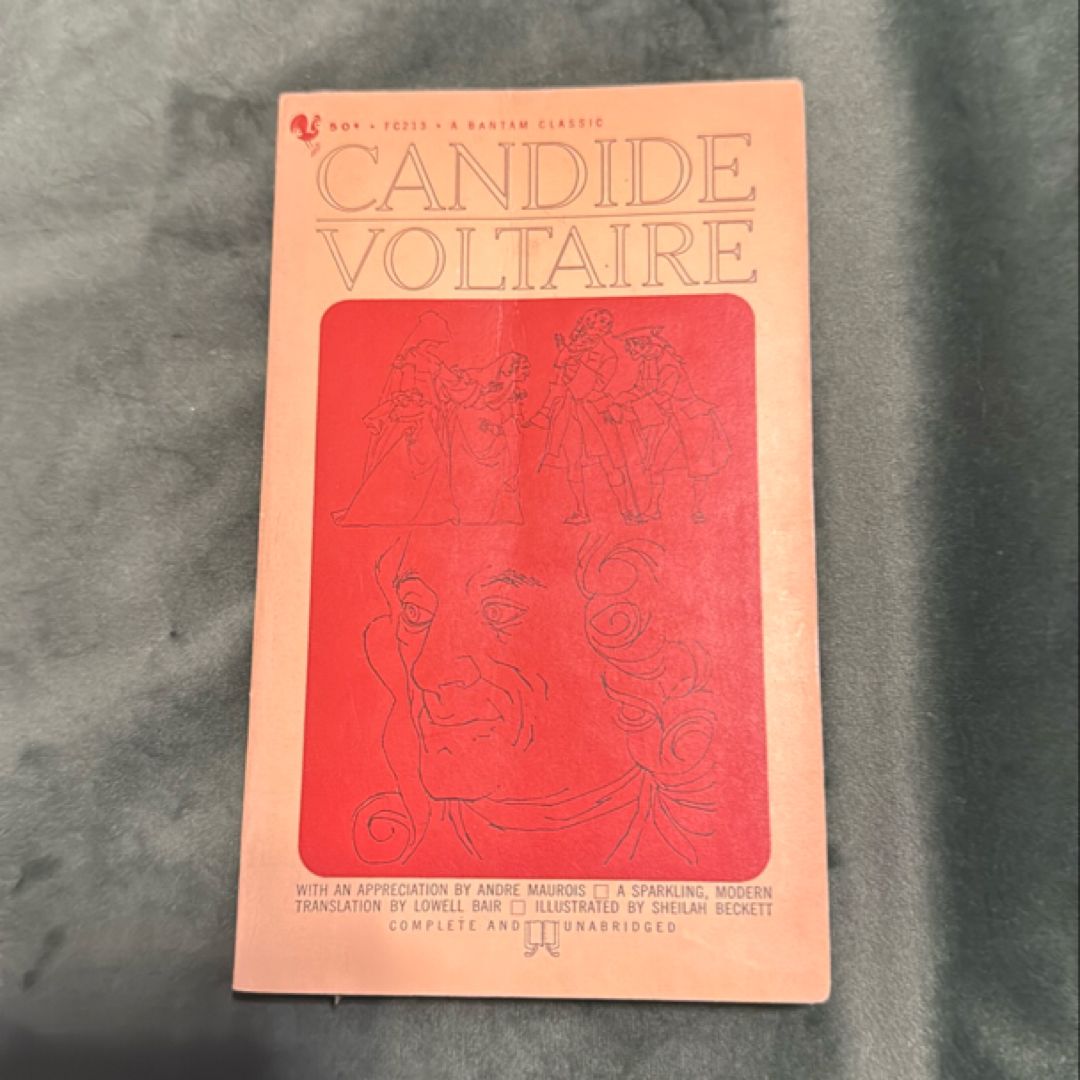 50¢ • FC213 • A BANTAM CLASSIC
CANDIDE
VOLTAIRE
WITH AN APPRECIATION BY ANDRE MAUROIS □ A SPARKLING, MODERN
TRANSLATION BY LOWELL BAIR □ ILLUSTRATED BY SHEILAH BECKETT
COMPLETE AND UNABRIDGED